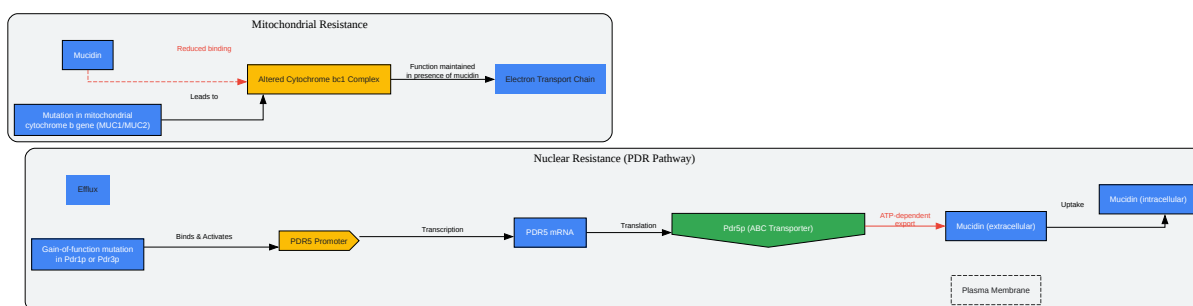 Mitochondrial Resistance
Mucidin
Reduced binding
Altered Cytochrome bc1 Complex
Function maintained
in presence of mucidin
Electron Transport Chain
Leads to
Mutation in mitochondrial
cytochrome b gene (MUC1/MUC2)
Nuclear Resistance (PDR Pathway)
Efflux
Gain-of-function mutation
in Pdr1p or Pdr3p
Binds & Activates
PDR5 Promoter
Transcription
PDR5 mRNA
Translation
Pdr5p (ABC Transporter)
ATP-dependent
export
Mucidin (extracellular)
Uptake
Mucidin (intracellular)
Plasma Membrane